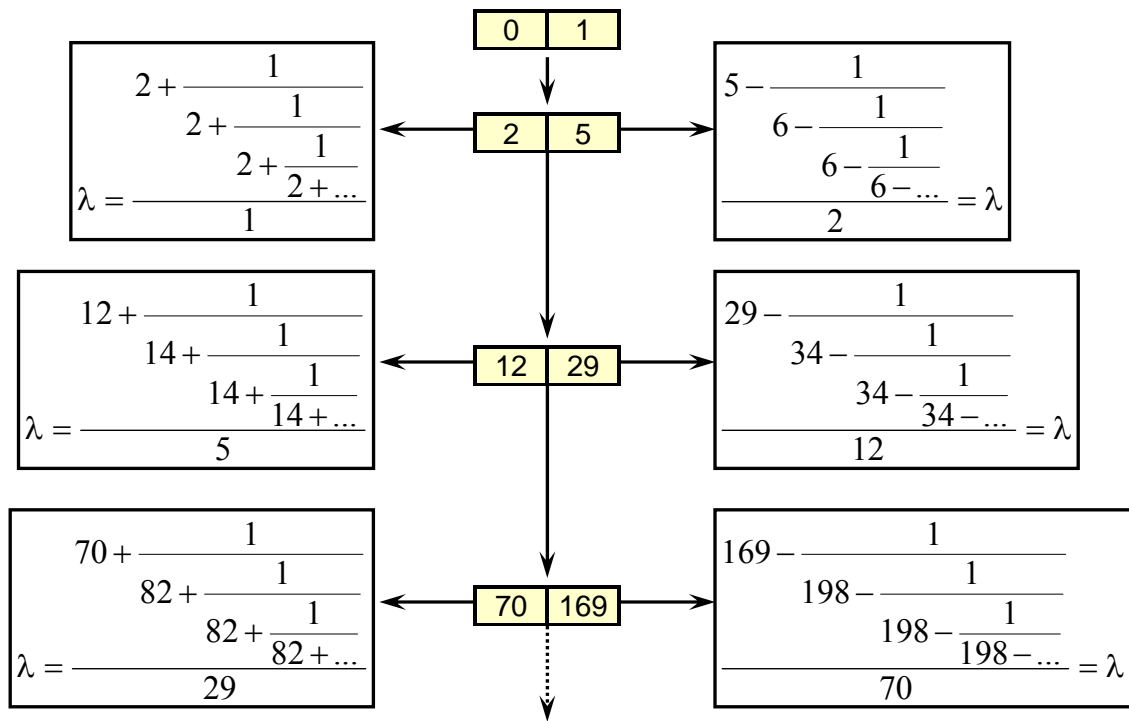 0 1
2 + 1
2 + 1
2 + 1
2 + ...
λ = 1
2 5
5 − 1
6 − 1
6 − 1
6 − ...
2 = λ
12 + 1
14 + 1
14 + 1
14 + ...
λ = 5
12 29
29 − 1
34 − 1
34 − 1
34 − ...
12 = λ
70 + 1
82 + 1
82 + 1
82 + ...
λ = 29
70 169
169 − 1
198 − 1
198 − 1
198 − ...
70 = λ